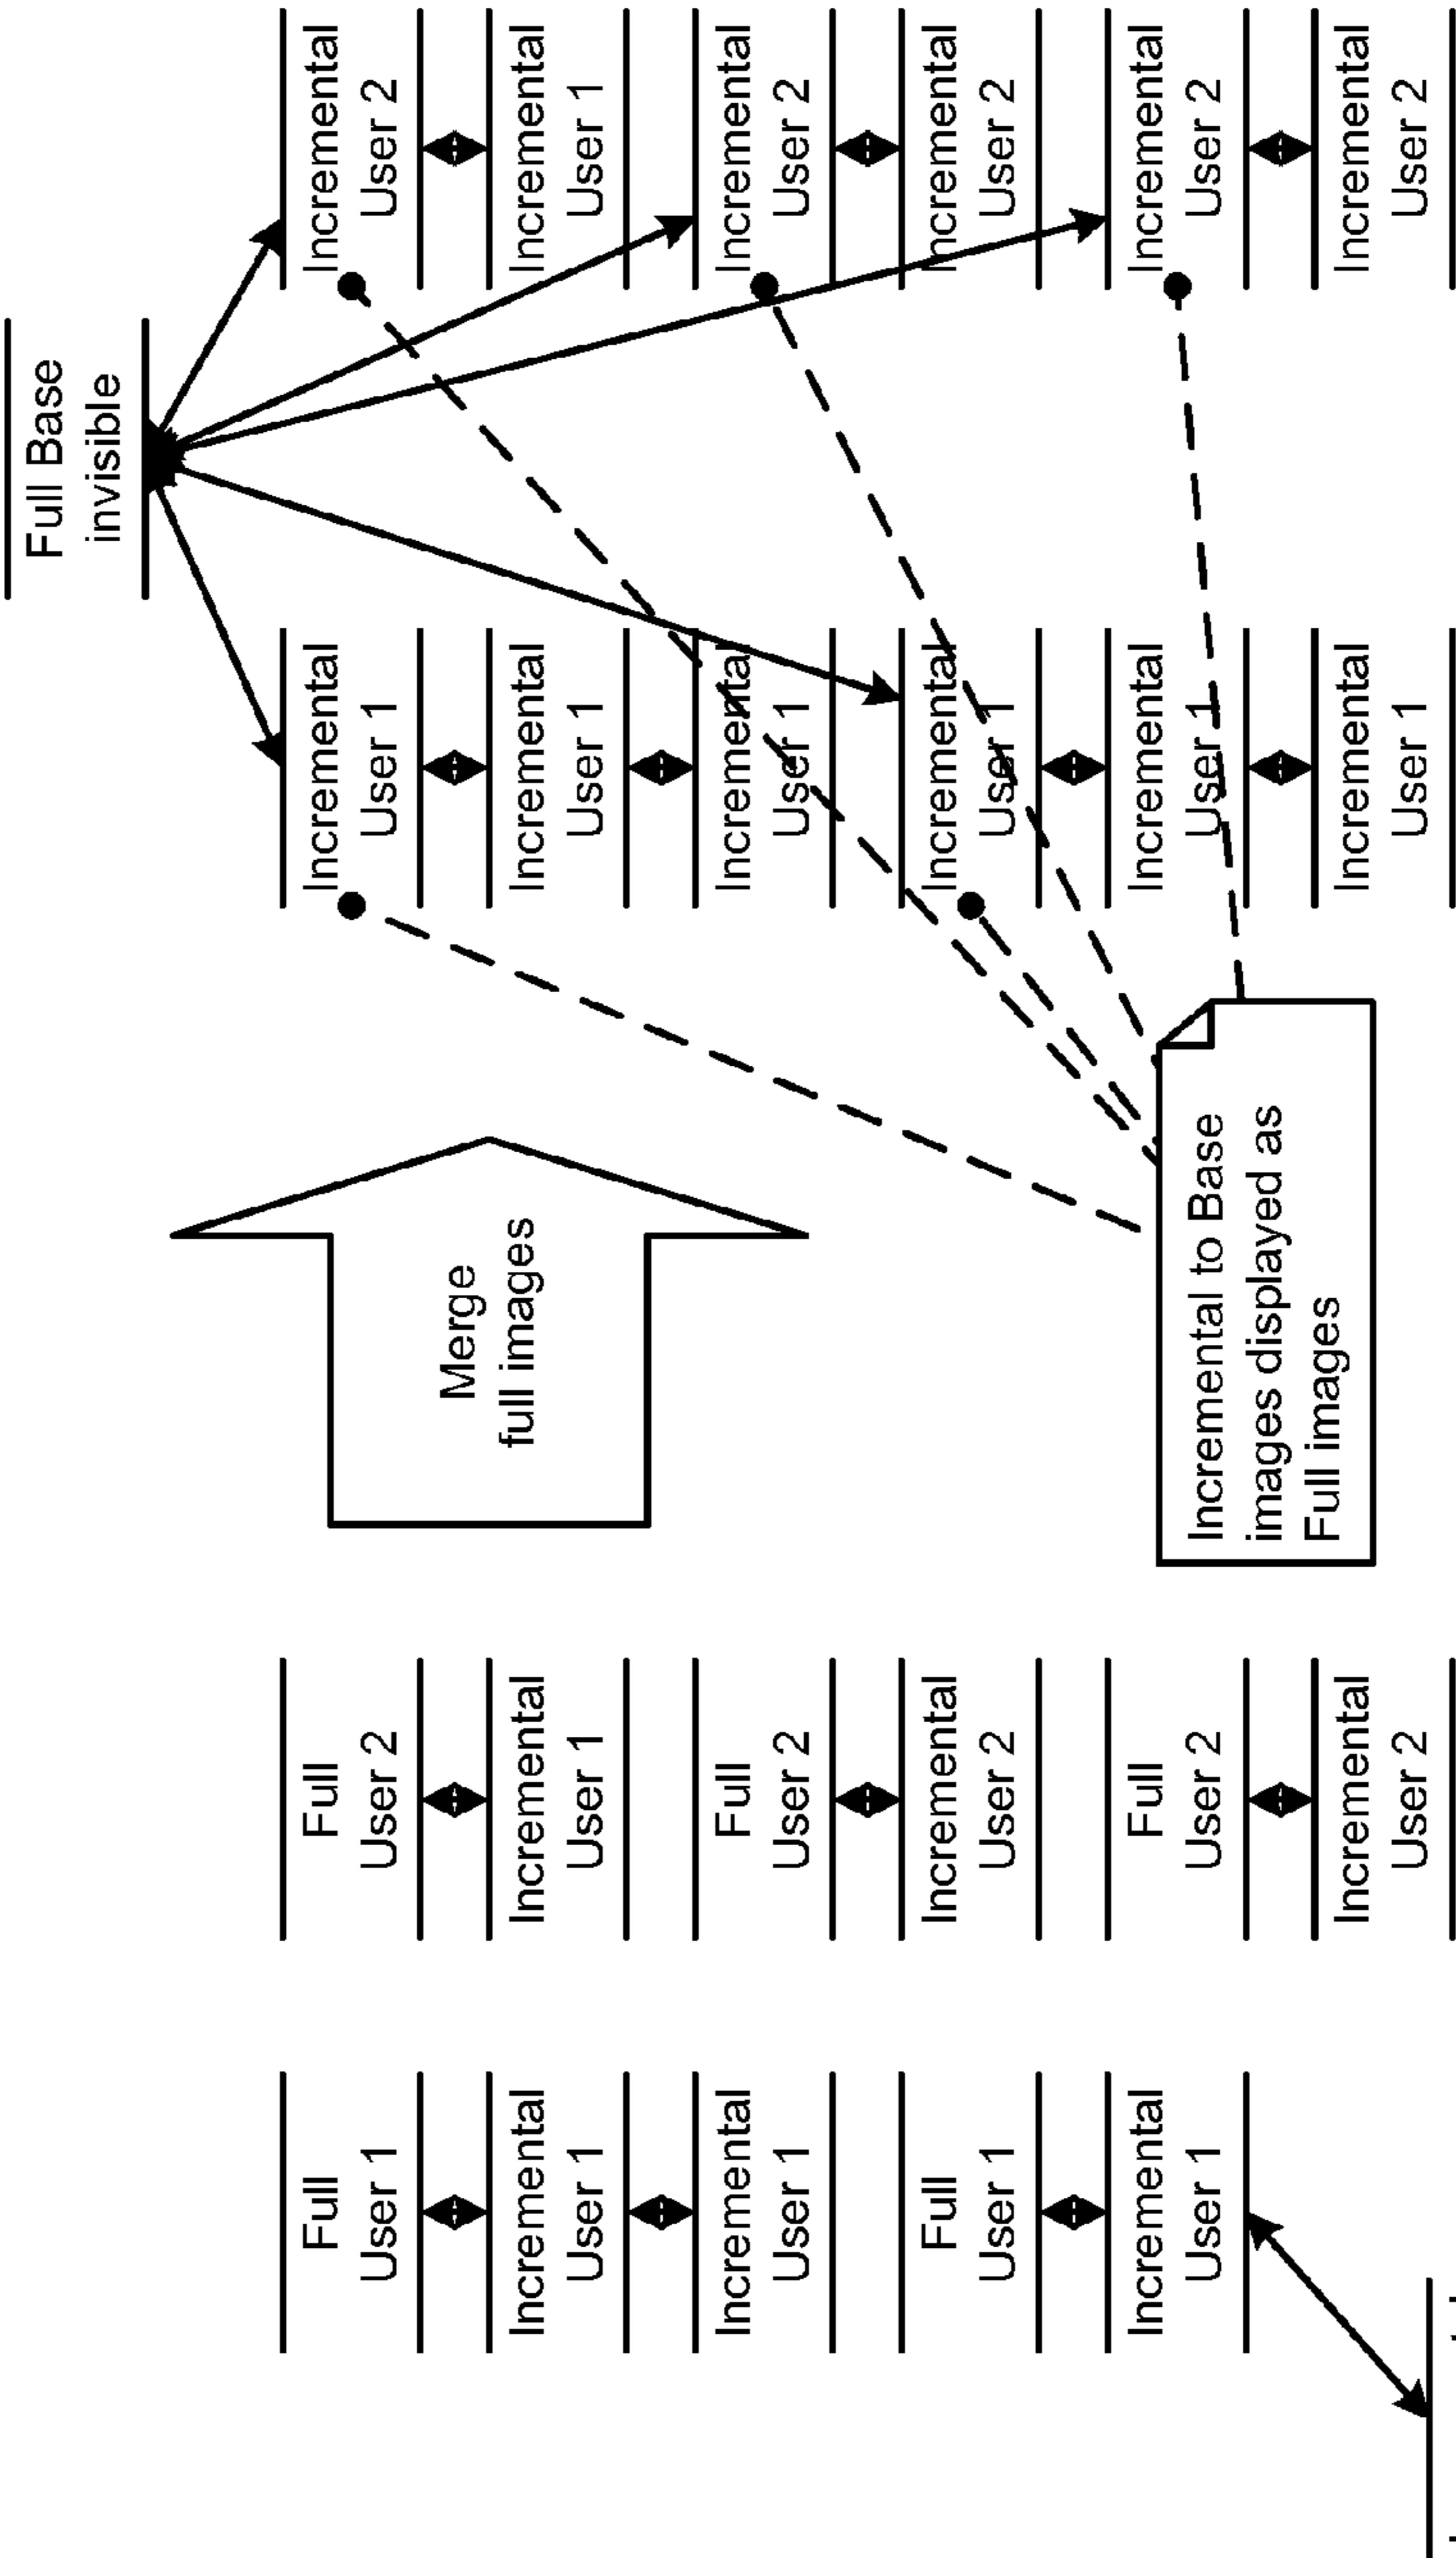 Full
User 1
Incremental
User 1
Incremental
User 1
Full
User 1
Incremental
User 1
Full
User 2
Incremental
User 1
Full
User 2
Incremental
User 2
Full
User 2
Incremental
User 2
Merge
full images
Incremental to Base
images displayed as
Full images
Full Base
invisible
Incremental
User 1
Incremental
User 1
Incremental
User 1
Incremental
User 1
Incremental
User 1
Incremental
User 1
Incremental
User 2
Incremental
User 1
Incremental
User 2
Incremental
User 2
Incremental
User 2
Incremental
User 2